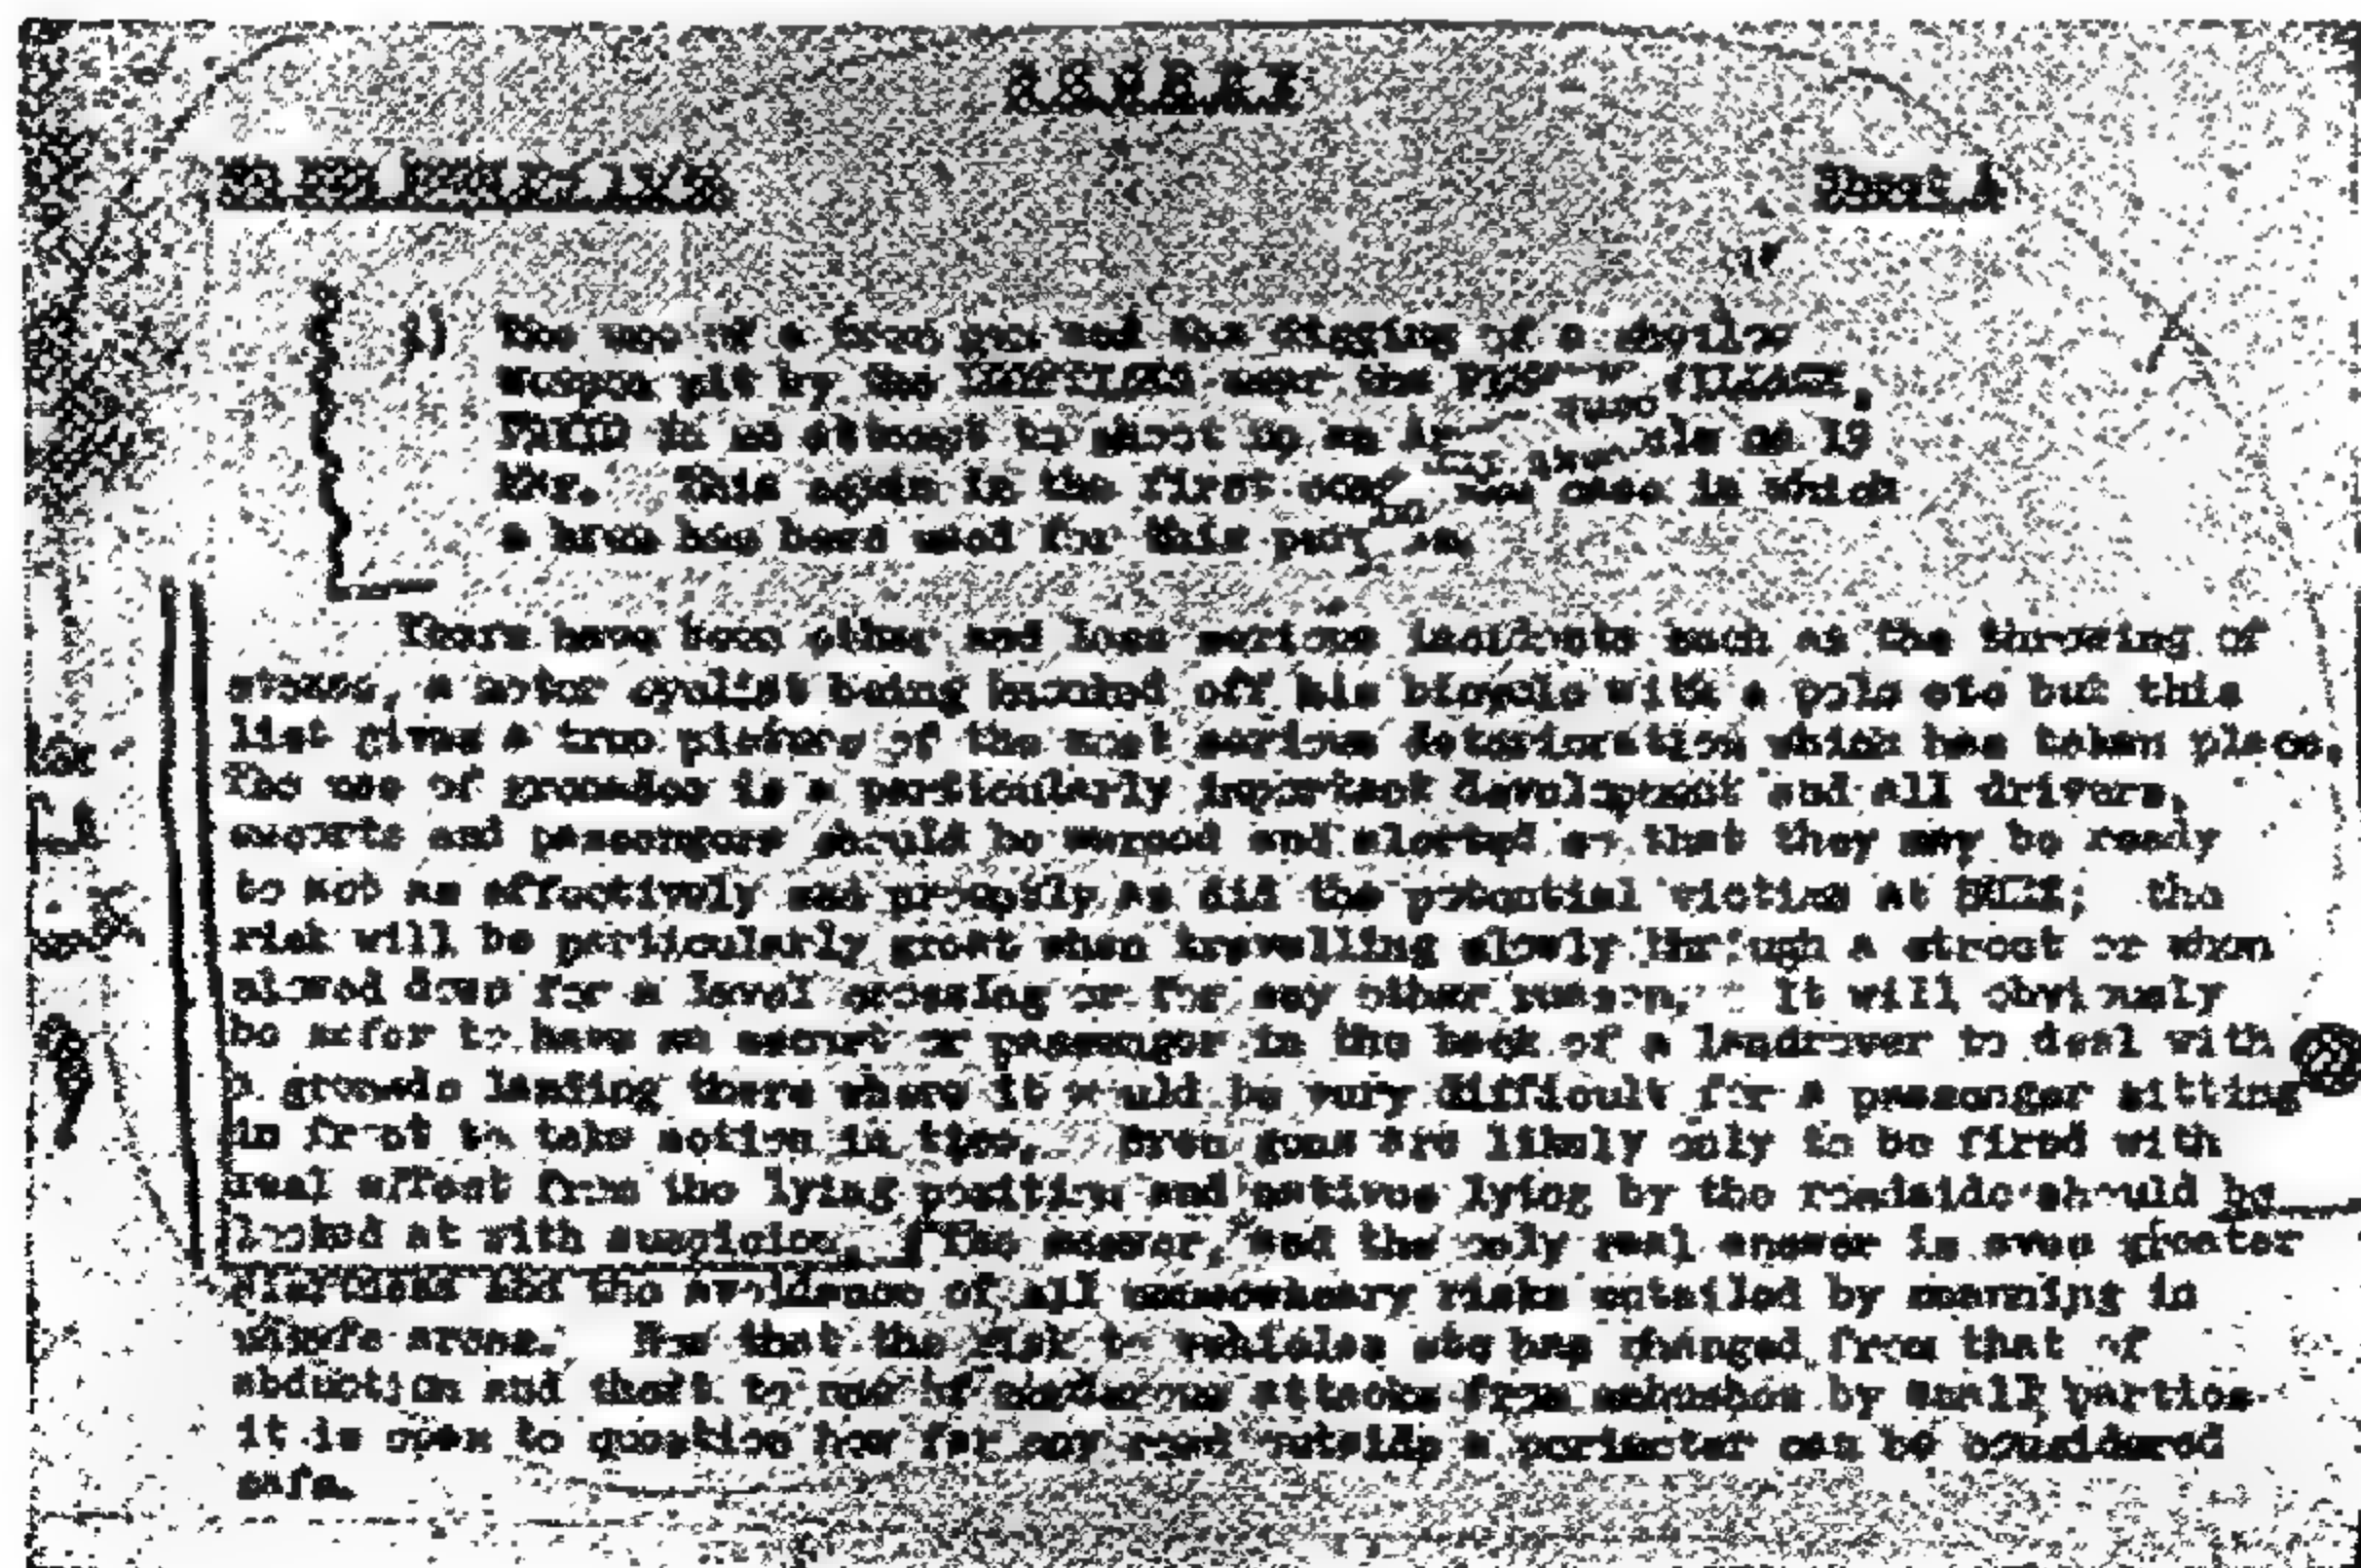 SECRET
Sheet
The use of a bren gun and the digging of a
weapon pit by the EGYPTIANS near the VILLAGE,
FAYID in an attempt to shoot up an on 19
This again is the first case in which
a bren has been used for this
There have been other and less serious incidents such as the throwing of
stones, a motor cyclist being knocked off his bicycle with a pole etc but this
list gives a true picture of the most serious deterioration which has taken place.
The use of grenades is a particularly important development and all drivers,
escorts and passengers should be warned and alerted so that they may be ready
to act as effectively and promptly as did the potential victims at the
risk will be particularly great when travelling slowly through a street or when
slowed down for a level crossing or for any other reason. It will obviously
be safer to have an escort or passenger in the back of a landrover to deal with
a grenade landing there where it would be very difficult for a passenger sitting
in front to take action in time. Bren guns are likely only to be fired with
real effect from the lying position and natives lying by the roadside should be
looked at with suspicion. The answer, and the only real answer is even greater
alertness and the avoidance of all unnecessary risks entailed by manning in
areas. Now that the risk to vehicles etc has changed from that of
abduction and theft to one of murderous attacks from ambushes by small parties
it is open to question how far any road outside a perimeter can be considered
safe.